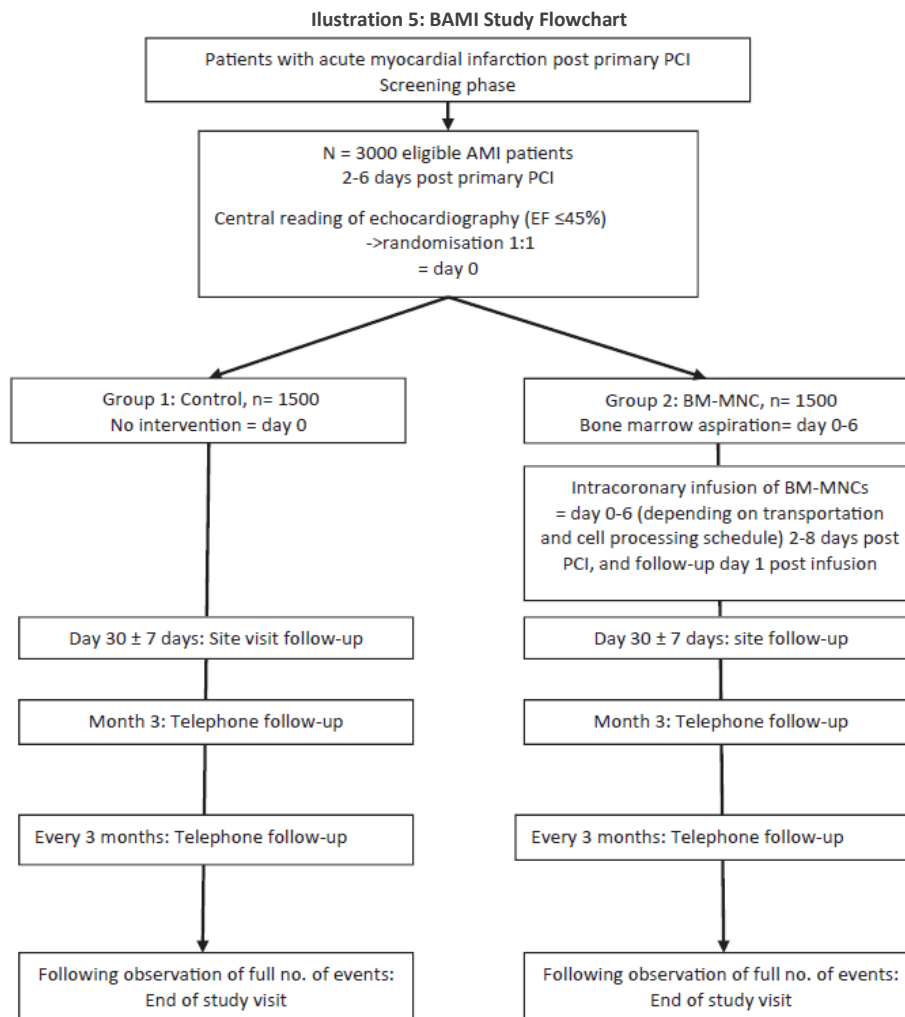 Ilustration 5: BAMI Study Flowchart
Patients with acute myocardial infarction post primary PCI
Screening phase
N = 3000 eligible AMI patients
2-6 days post primary PCI
Central reading of echocardiography (EF ≤45%)
->randomisation 1:1
= day 0
Group 1: Control, n= 1500
No intervention = day 0
Group 2: BM-MNC, n= 1500
Bone marrow aspiration= day 0-6
Intracoronary infusion of BM-MNCs
= day 0-6 (depending on transportation
and cell processing schedule) 2-8 days post
PCI, and follow-up day 1 post infusion
Day 30 ± 7 days: Site visit follow-up
Day 30 ± 7 days: site follow-up
Month 3: Telephone follow-up
Month 3: Telephone follow-up
Every 3 months: Telephone follow-up
Every 3 months: Telephone follow-up
Following observation of full no. of events:
End of study visit
Following observation of full no. of events:
End of study visit